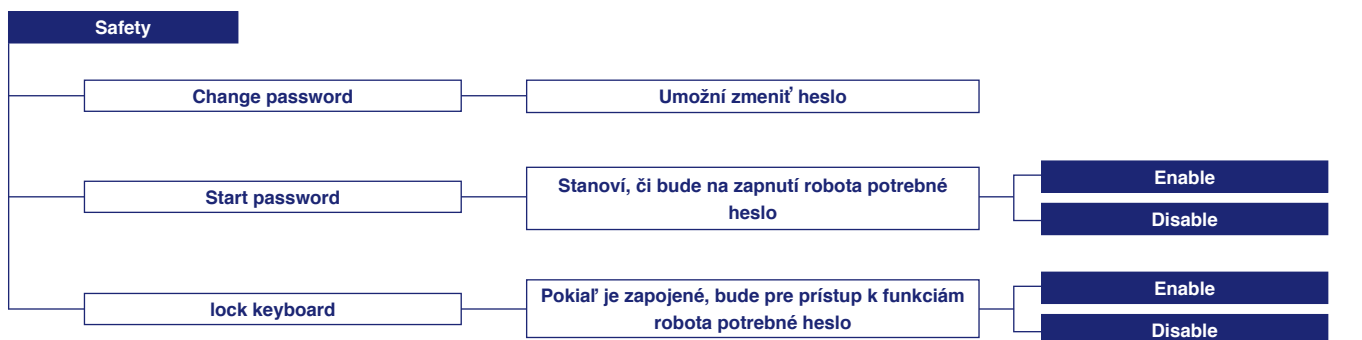 Safety
Change password
Umožní zmeniť heslo
Start password
Stanoví, či bude na zapnutí robota potrebné
heslo
Enable
Disable
lock keyboard
Pokiaľ je zapojené, bude pre prístup k funkciám
robota potrebné heslo
Enable
Disable